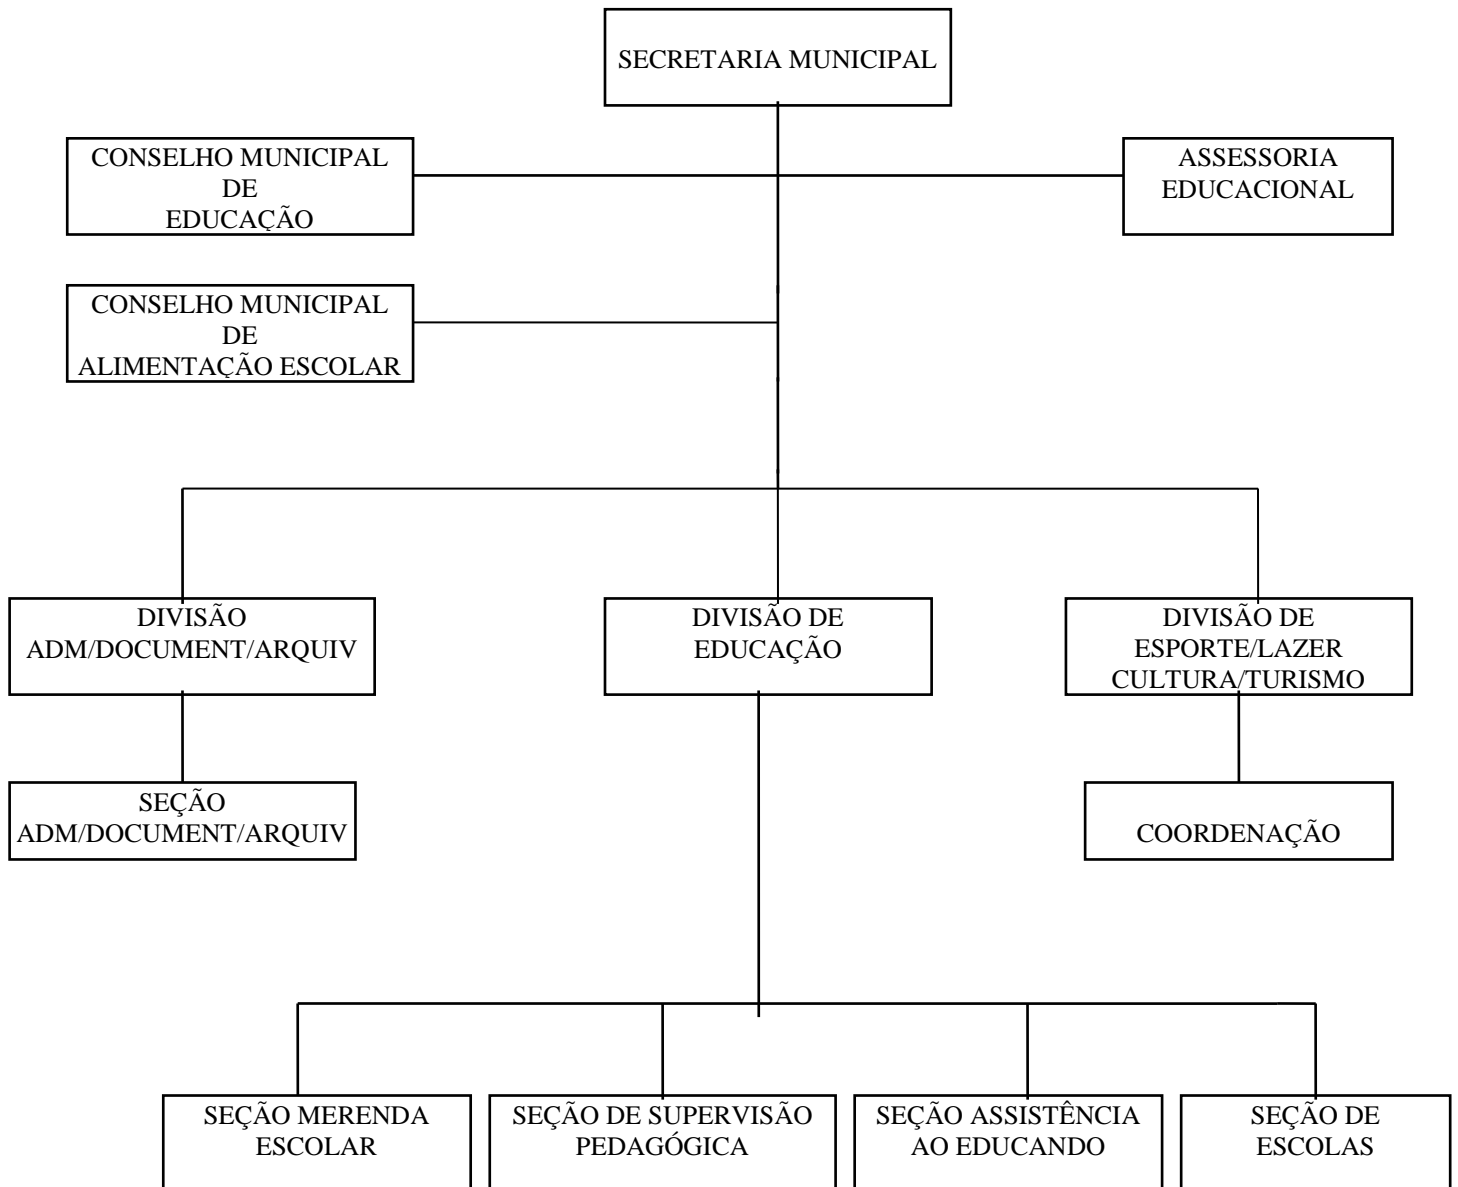 SECRETARIA MUNICIPAL
CONSELHO MUNICIPAL
DE
EDUCAÇÃO
ASSESSORIA
EDUCACIONAL
CONSELHO MUNICIPAL
DE
ALIMENTAÇÃO ESCOLAR
DIVISÃO
ADM/DOCUMENT/ARQUIV
DIVISÃO DE
EDUCAÇÃO
DIVISÃO DE
ESPORTE/LAZER
CULTURA/TURISMO
SEÇÃO
ADM/DOCUMENT/ARQUIV
COORDENAÇÃO
SEÇÃO MERENDA
ESCOLAR
SEÇÃO DE SUPERVISÃO
PEDAGÓGICA
SEÇÃO ASSISTÊNCIA
AO EDUCANDO
SEÇÃO DE
ESCOLAS